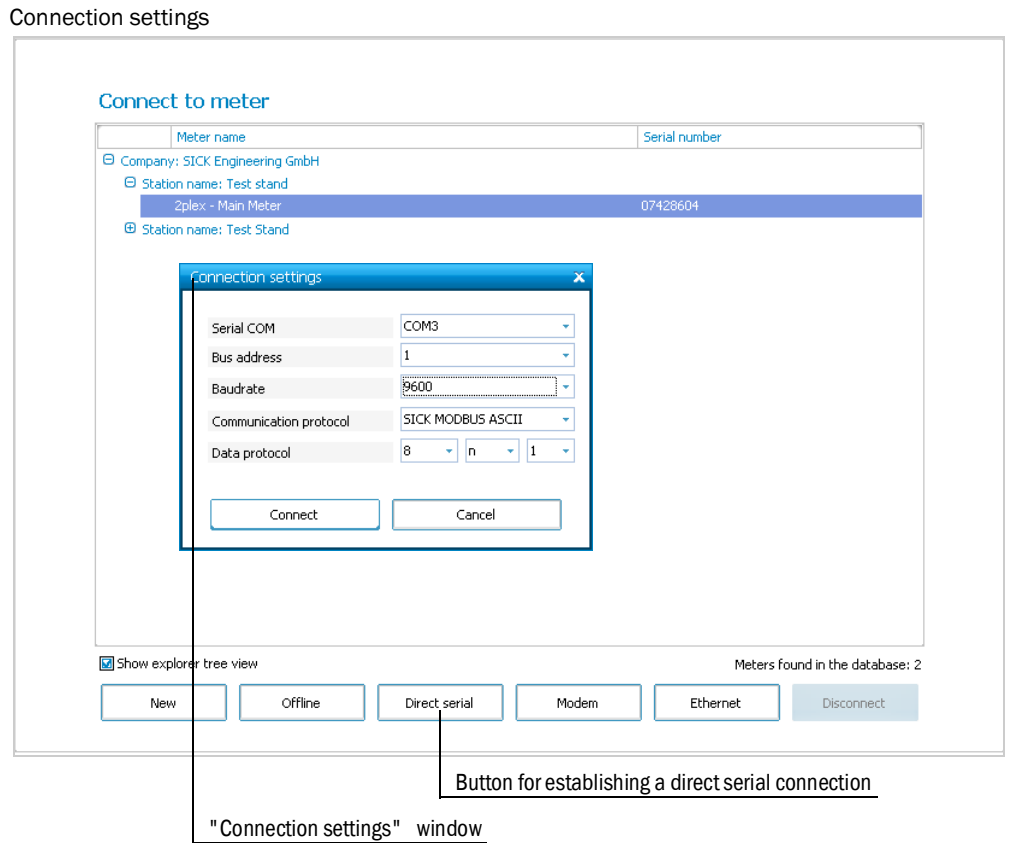 Connection settings
Connect to meter
Meter name Serial number
Company: SICK Engineering GmbH
Station name: Test stand
2plex - Main Meter 07428604
Station name: Test Stand
Connection settings x
Serial COM COM3
Bus address 1
Baudrate 9600
Communication protocol SICK MODBUS ASCII
Data protocol 8 n 1
Connect Cancel
Show explorer tree view Meters found in the database: 2
New Offline Direct serial Modem Ethernet Disconnect
Button for establishing a direct serial connection
"Connection settings" window